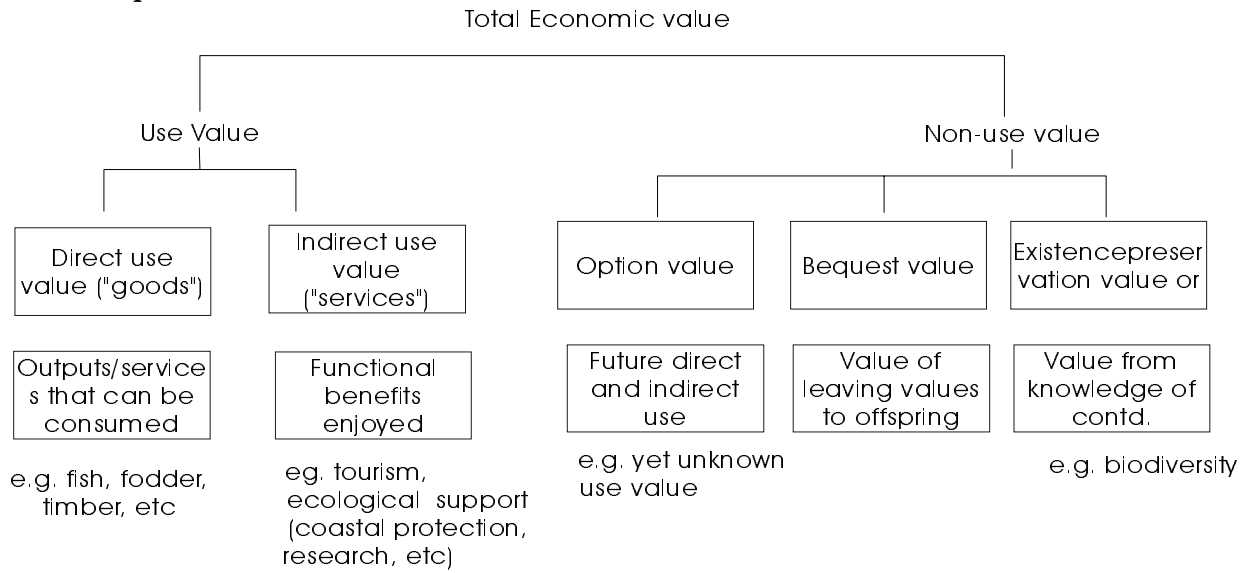 Total Economic value
Use Value
Non-use value
Direct use
value ("goods")
Indirect use
value
("services")
Option value
Bequest value
Existencepreser
vation value or
Outputs/service
s that can be
consumed
Functional
benefits
enjoyed
Future direct
and indirect
use
Value of
leaving values
to offspring
Value from
knowledge of
contd.
e.g. fish, fodder,
timber, etc
eg. tourism,
ecological support
(coastal protection,
research, etc)
e.g. yet unknown
use value
e.g. biodiversity